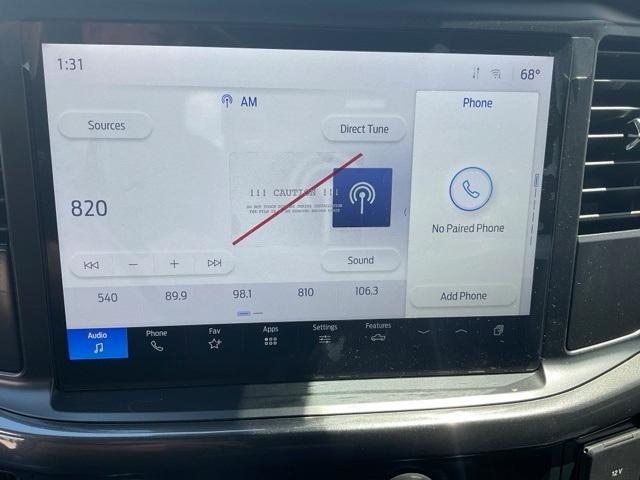 1:31
68°
AM
Phone
Sources
Direct Tune
!!! CAUTION !!!
820
No Paired Phone
Sound
540 89.9 98.1 810 106.3
Add Phone
Audio Phone Fav Apps Settings Features
12 V